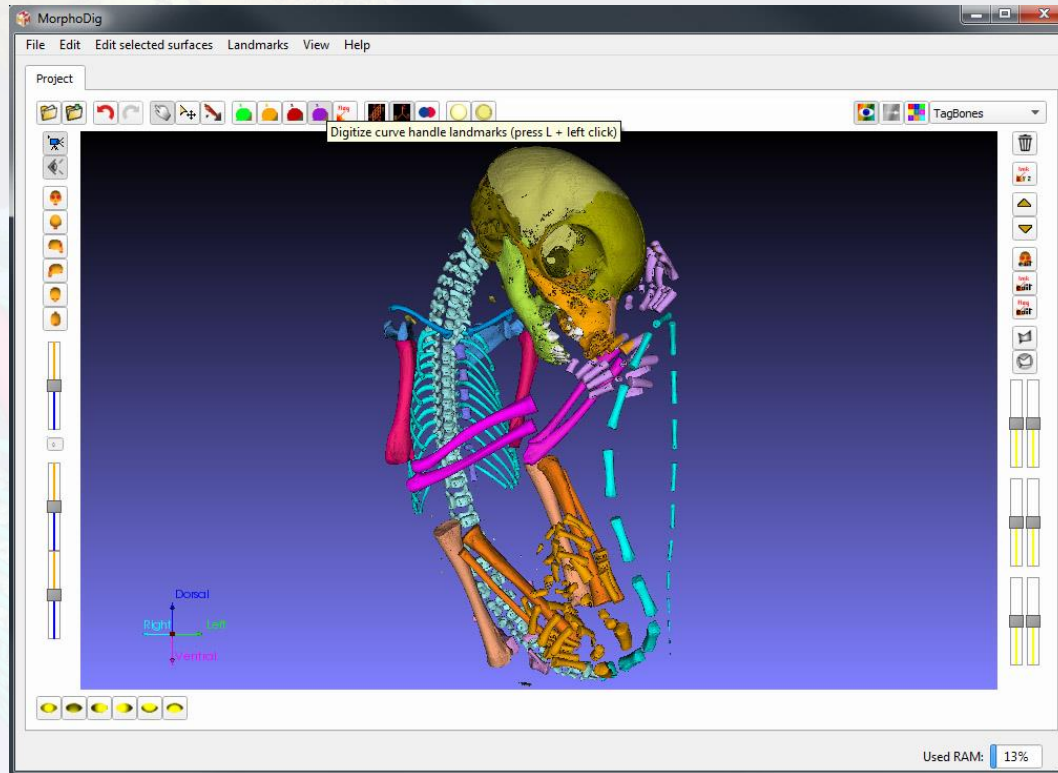 MorphoDig
File Edit Edit selected surfaces Landmarks View Help
Project
Flag
TagBones
Digitize curve handle landmarks (press L + left click)
Dorsal
Right
Left
Ventral
Used RAM: 13%